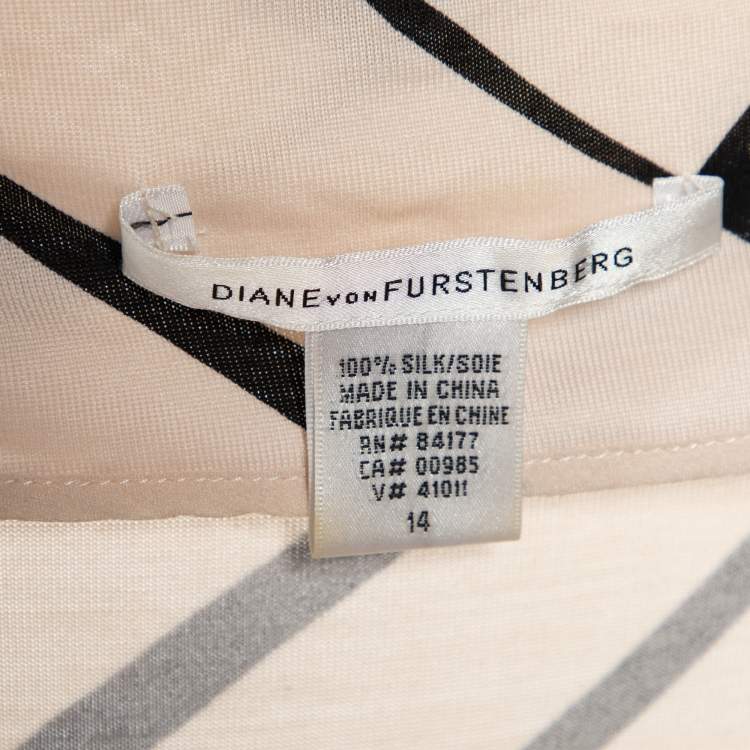 DIANE VON FURSTENBERG
100% SILK/SOIE
MADE IN CHINA
FABRIQUE EN CHINE
RN# 84177
CA# 00985
V# 41011
14